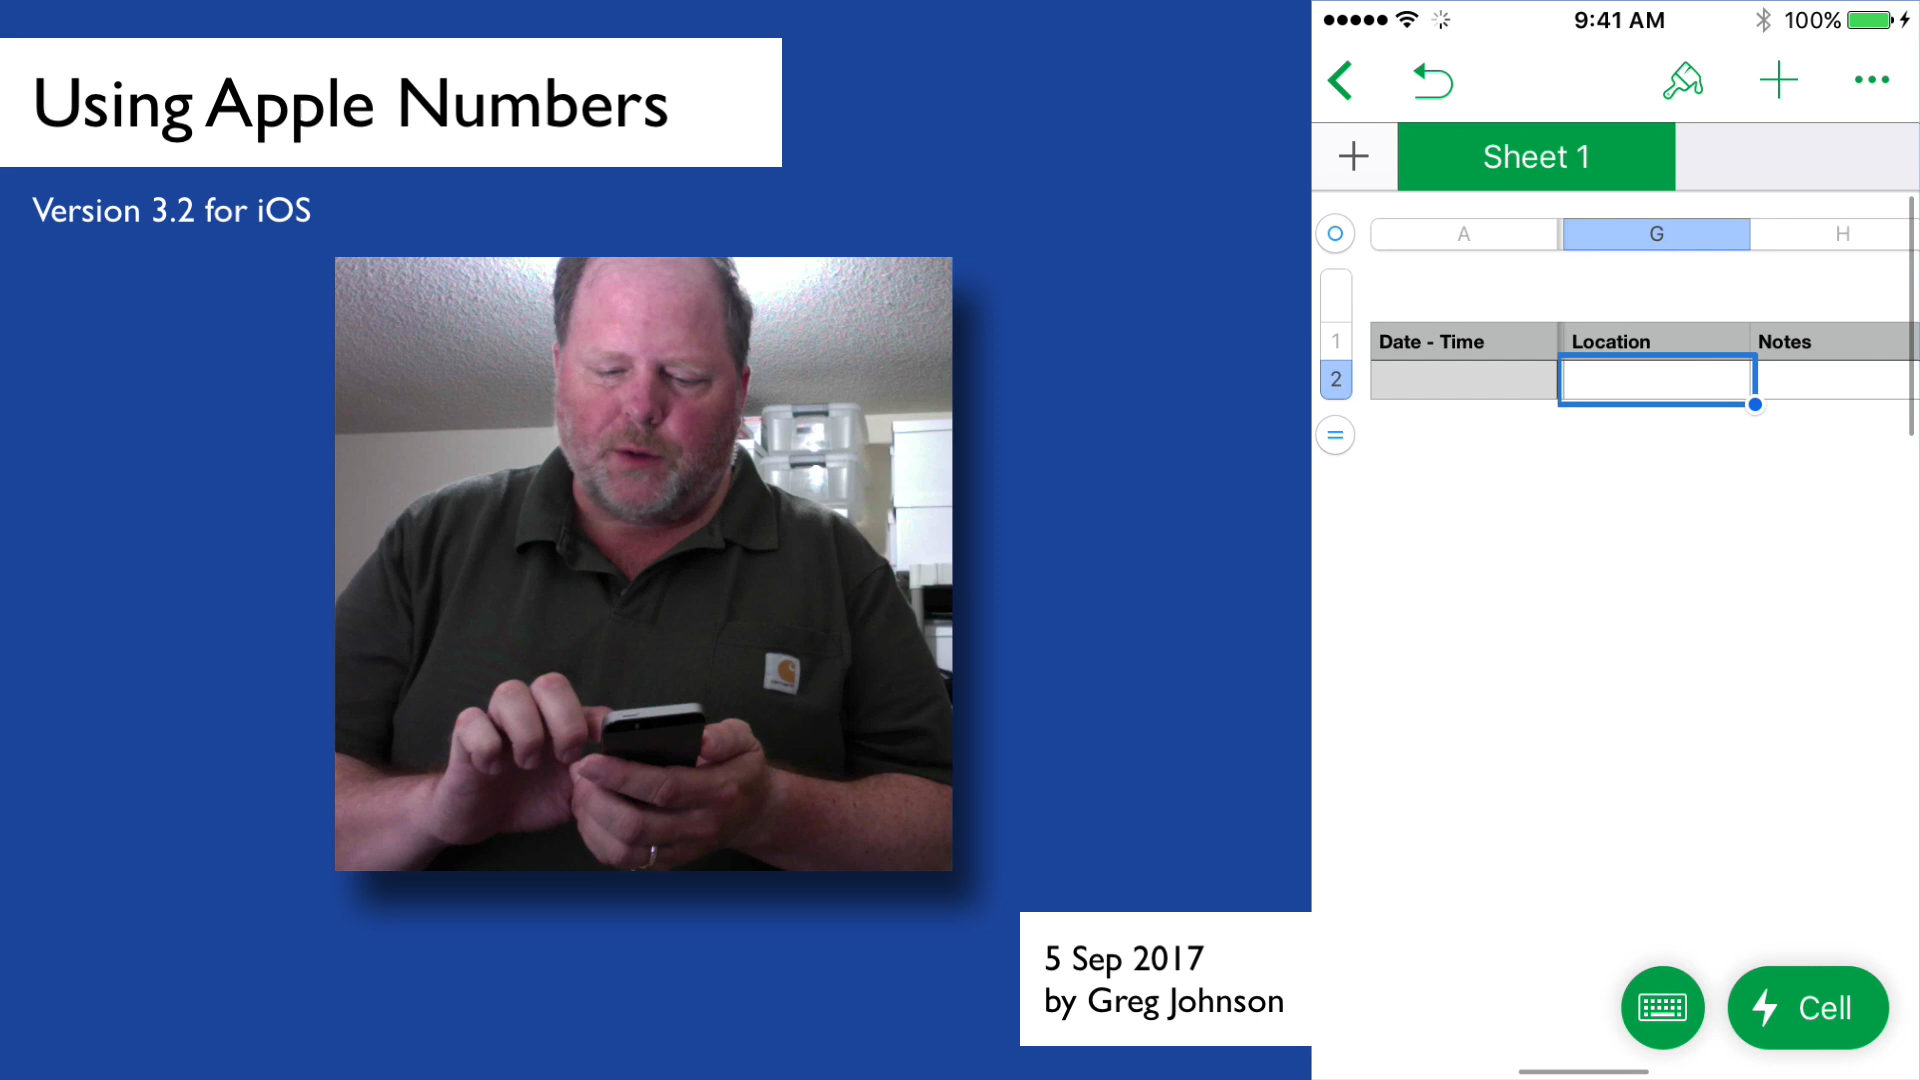 Using Apple Numbers
Version 3.2 for iOS
5 Sep 2017
by Greg Johnson
9:41 AM
100%
Sheet 1
A G H
1 Date - Time Location Notes
2
Cell